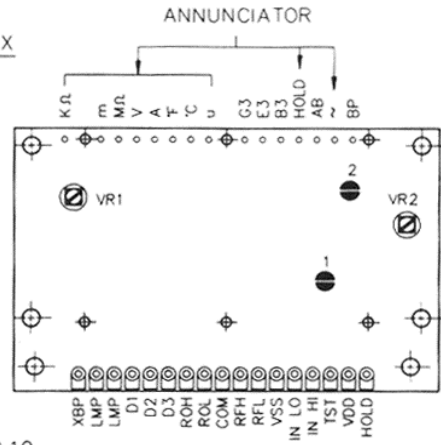 ANNUNCIATOR
X
KΩ m MΩ V A °F °C u G3 E3 B3 HOLD AB ~ BP
2
VR1 VR2
1
XBP LMP LMP D1 D2 D3 ROH ROL COM RFH RFL VSS IN LO IN HI TST VDD HOLD